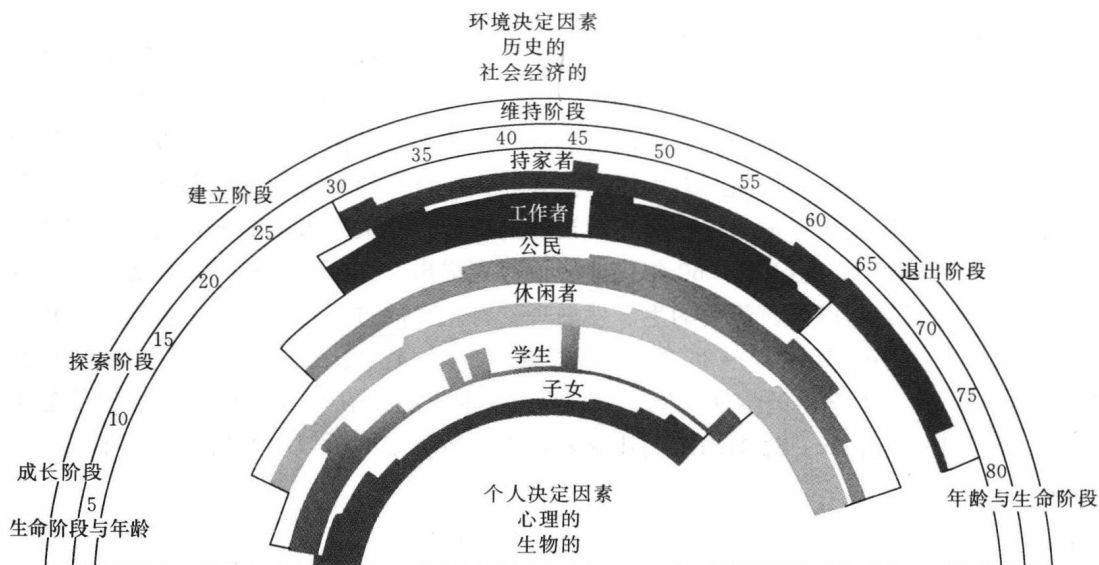 环境决定因素
历史的
社会经济的
维持阶段
40
45
35
50
持家者
30
55
建立阶段
工作者
25
60
公民
20
65
退出阶段
休闲者
15
70
学生
探索阶段
子女
75
10
成长阶段
80
5
个人决定因素
年龄与生命阶段
心理的
生命阶段与年龄
生物的